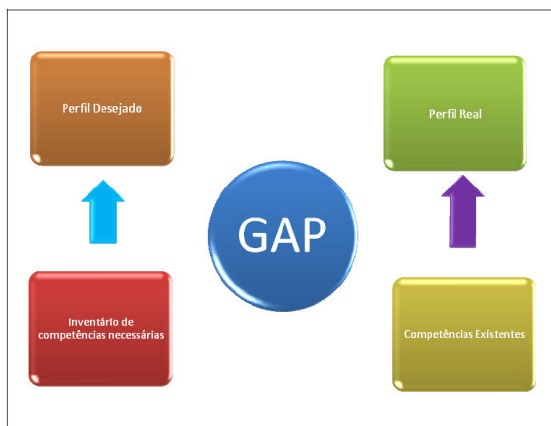 Perfil Desejado
Perfil Real
GAP
Inventário de
competências necessárias
Competências Existentes